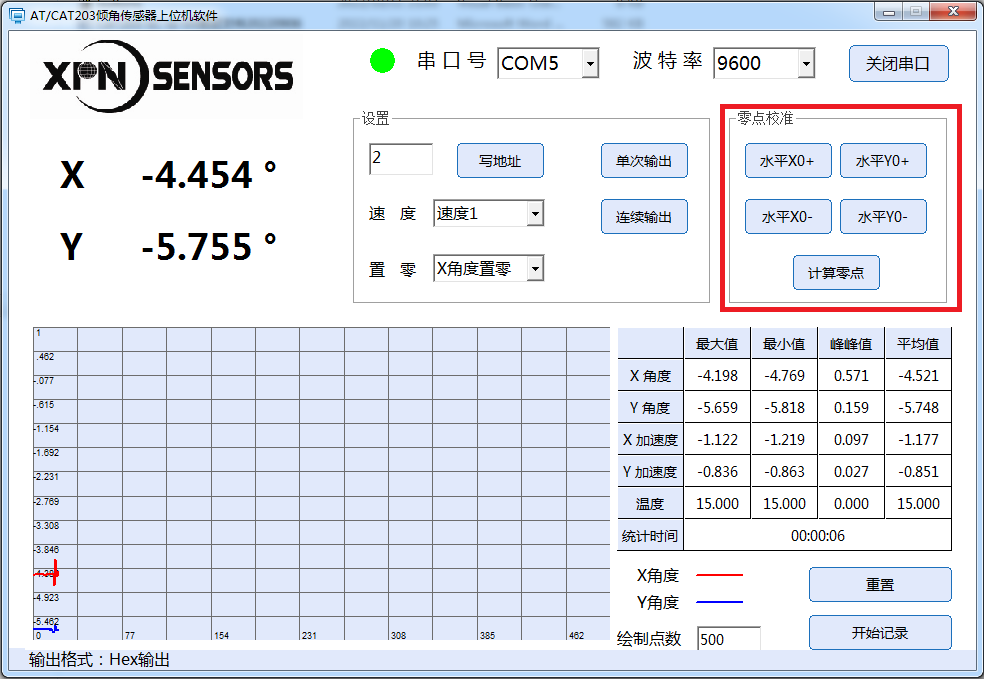 AT/CAT203倾角传感器上位机软件
XPN SENSORS
串口号 COM5 波特率 9600 关闭串口
设置
零点校准
2 写地址 单次输出
水平X0+ 水平Y0+
X -4.454 °
速 度 速度1 连续输出
水平X0- 水平Y0-
Y -5.755 °
置 零 X角度置零
计算零点
1
.462
-.077
-.615
-1.154
-1.692
-2.231
-2.769
-3.308
-3.846
-4.923
-5.462
0 77 154 231 308 385 462
最大值 最小值 峰峰值 平均值
X 角度 -4.198 -4.769 0.571 -4.521
Y 角度 -5.659 -5.818 0.159 -5.748
X 加速度 -1.122 -1.219 0.097 -1.177
Y 加速度 -0.836 -0.863 0.027 -0.851
温度 15.000 15.000 0.000 15.000
统计时间 00:00:06
X角度
Y角度
重置
绘制点数 500 开始记录
输出格式：Hex输出